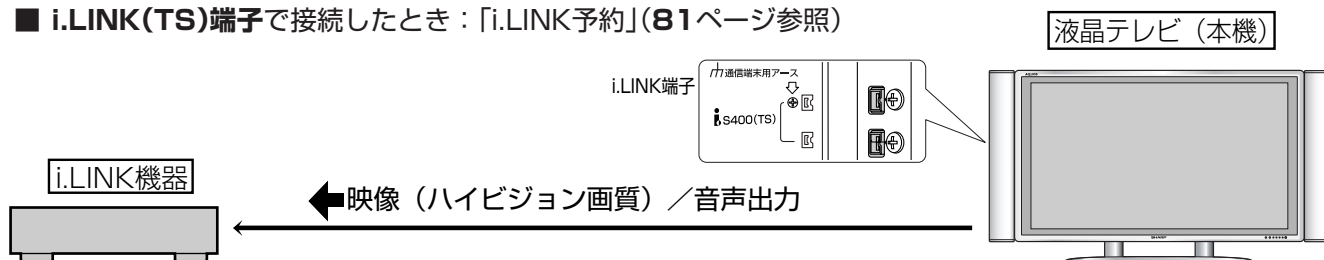 ■ i.LINK(TS)端子で接続したとき:「i.LINK予約」(81ページ参照)
液晶テレビ(本機)
i.LINK端子
通信端末用アース
S400(TS)
i.LINK機器
映像(ハイビジョン画質)/音声出力
SHARP